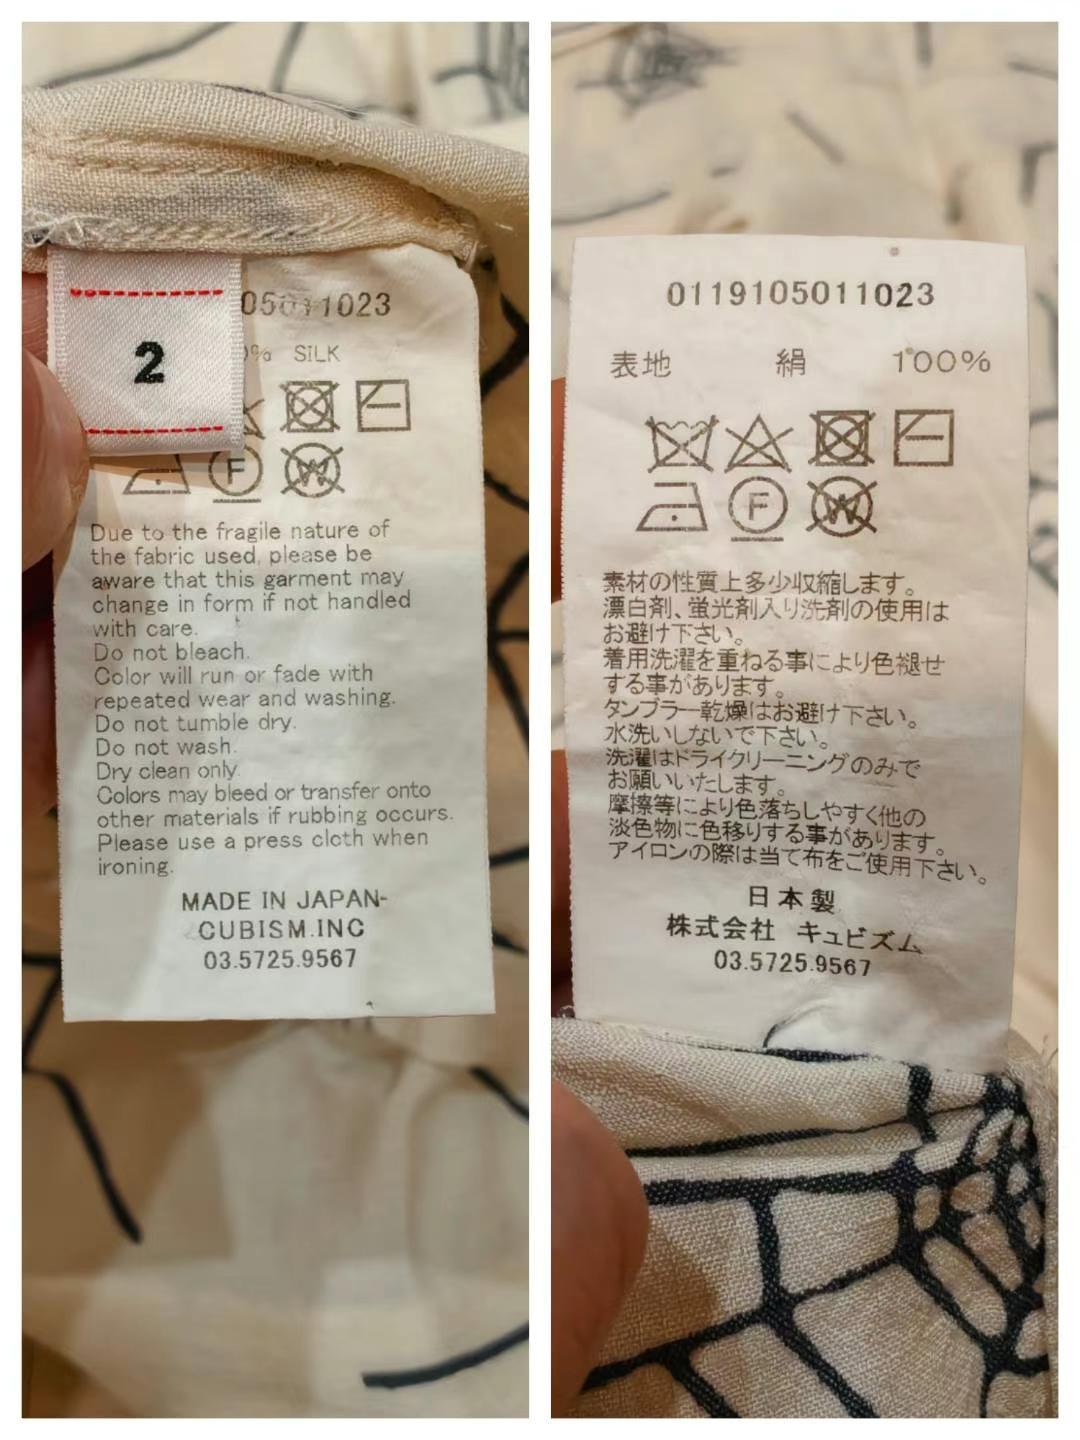 2
05011023
% SILK
F
W
Due to the fragile nature of
the fabric used, please be
aware that this garment may
change in form if not handled
with care.
Do not bleach.
Color will run or fade with
repeated wear and washing.
Do not tumble dry.
Do not wash.
Dry clean only.
Colors may bleed or transfer onto
other materials if rubbing occurs.
Please use a press cloth when
ironing.
MADE IN JAPAN-
CUBISM.INC
03.5725.9567
0119105011023
表地 絹 100%
F
W
素材の性質上多少収縮します。
漂白剤、蛍光剤入り洗剤の使用は
お避け下さい。
着用洗濯を重ねる事により色褪せ
する事があります。
タンブラー乾燥はお避け下さい。
水洗いしないで下さい。
洗濯はドライクリーニングのみで
お願いいたします。
摩擦等により色落ちしやすく他の
淡色物に色移りする事があります。
アイロンの際は当て布をご使用下さい。
日本製
株式会社 キュビズム
03.5725.9567